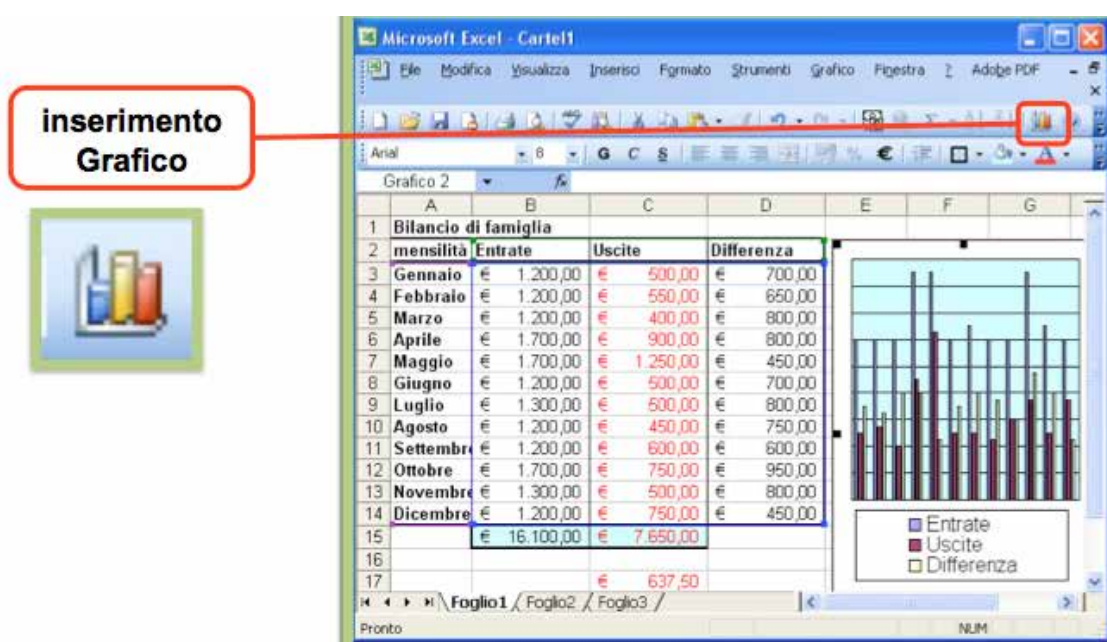 inserimento
Grafico
Microsoft Excel - Cartel1
File Modifica Visualizza Inserisci Formato Strumenti Grafico Finestra ? Adobe PDF
Arial 8 G C S % €
Grafico 2 fx
A B C D E F G
1 Bilancio di famiglia
2 mensilità Entrate Uscite Differenza
3 Gennaio € 1.200,00 € 500,00 € 700,00
4 Febbraio € 1.200,00 € 550,00 € 650,00
5 Marzo € 1.200,00 € 400,00 € 800,00
6 Aprile € 1.700,00 € 900,00 € 800,00
7 Maggio € 1.700,00 € 1.250,00 € 450,00
8 Giugno € 1.200,00 € 500,00 € 700,00
9 Luglio € 1.300,00 € 500,00 € 800,00
10 Agosto € 1.200,00 € 450,00 € 750,00
11 Settembre € 1.200,00 € 600,00 € 600,00
12 Ottobre € 1.700,00 € 750,00 € 950,00
13 Novembre € 1.300,00 € 500,00 € 800,00
14 Dicembre € 1.200,00 € 750,00 € 450,00
15 € 16.100,00 € 7.650,00
16
17 € 637,50
Entrate
Uscite
Differenza
Foglio1 / Foglio2 / Foglio3 /
Pronto NUM